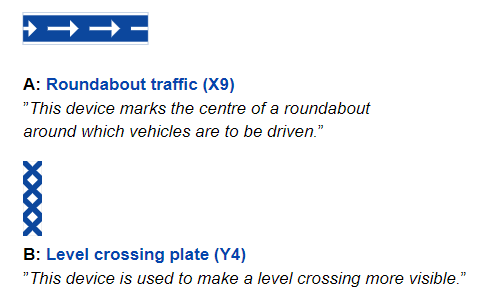 A: Roundabout traffic (X9)
”This device marks the centre of a roundabout
around which vehicles are to be driven.”
B: Level crossing plate (Y4)
”This device is used to make a level crossing more visible.”